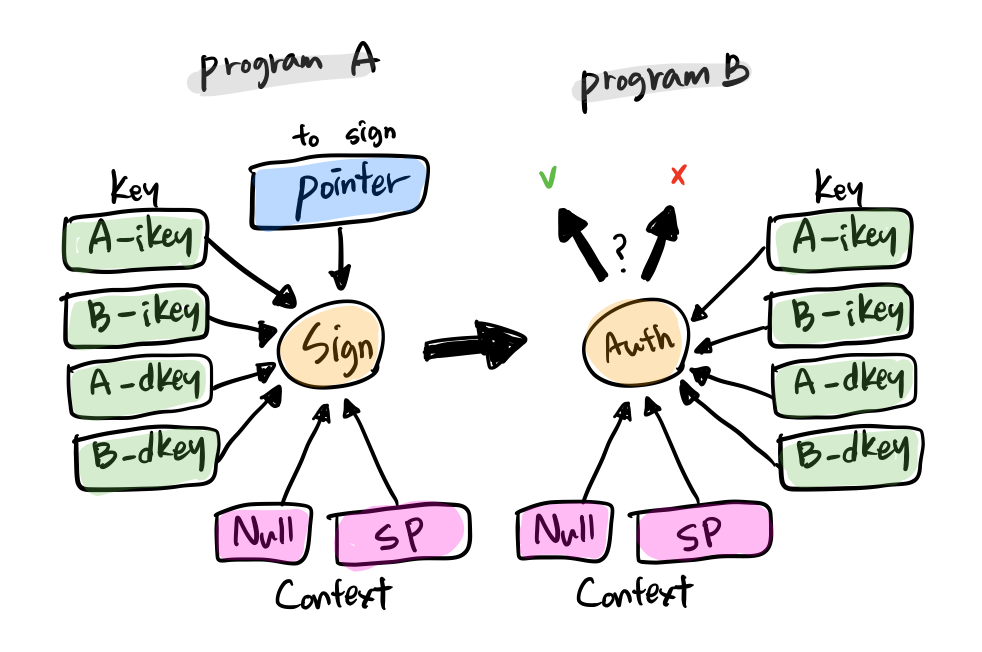 program A
program B
to sign
pointer
Key
A-ikey
B-ikey
A-dkey
B-dkey
Sign
Null
SP
Context
v
x
?
Auth
Key
A-ikey
B-ikey
A-dkey
B-dkey
Null
SP
Context